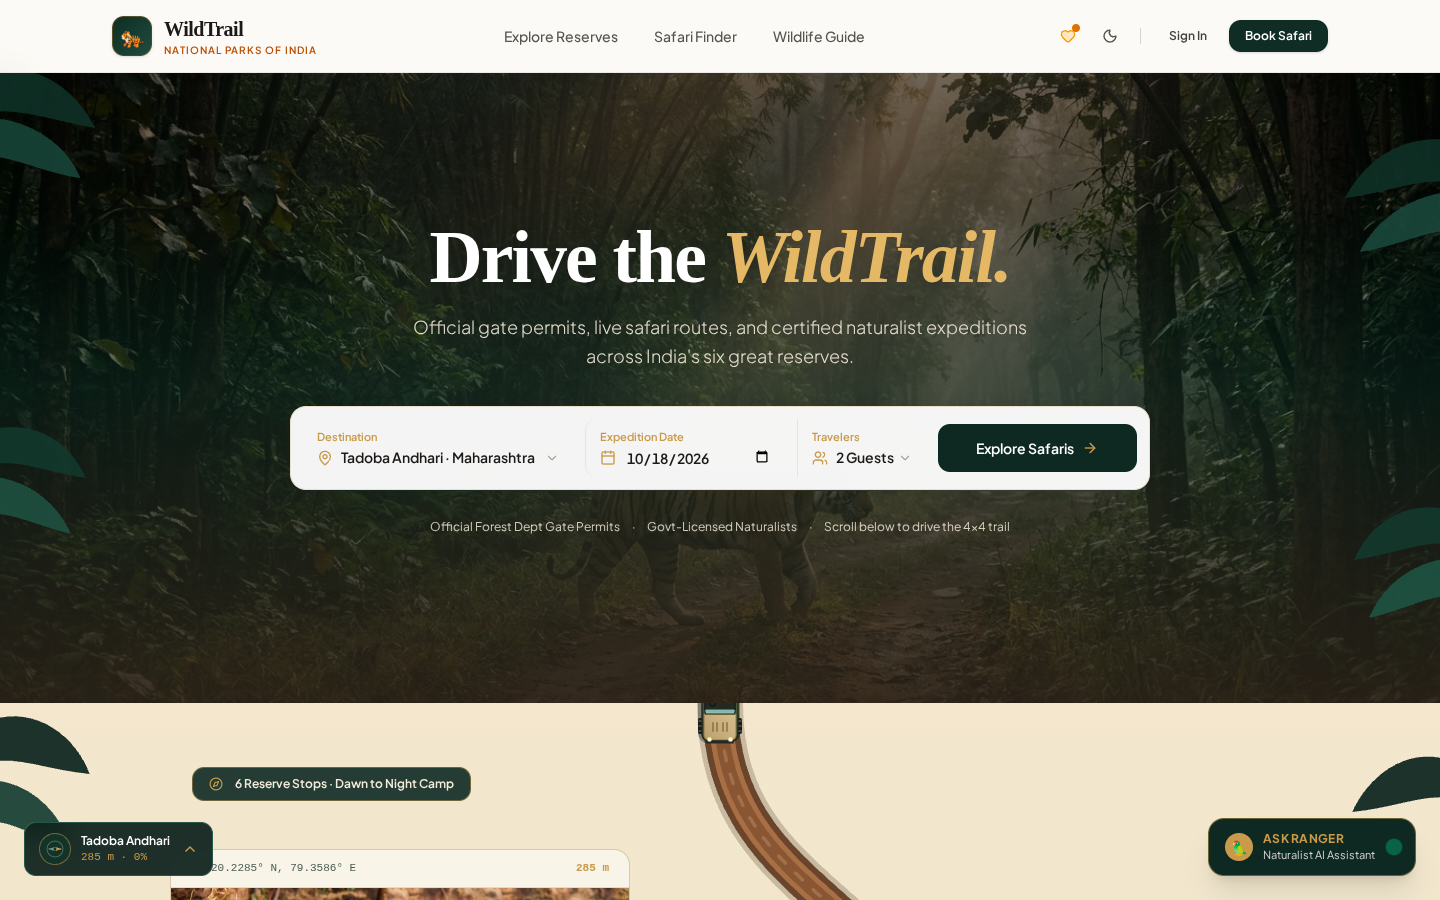 WildTrail
NATIONAL PARKS OF INDIA
Explore Reserves
Safari Finder
Wildlife Guide
Sign In
Book Safari
Drive the WildTrail.
Official gate permits, live safari routes, and certified naturalist expeditions
across India's six great reserves.
Destination
Tadoba Andhari · Maharashtra
Expedition Date
10/18/2026
Travelers
2 Guests
Explore Safaris
Official Forest Dept Gate Permits · Govt-Licensed Naturalists · Scroll below to drive the 4×4 trail
6 Reserve Stops · Dawn to Night Camp
Tadoba Andhari
285 m · 0%
20.2285° N, 79.3586° E
285 m
ASK RANGER
Naturalist AI Assistant